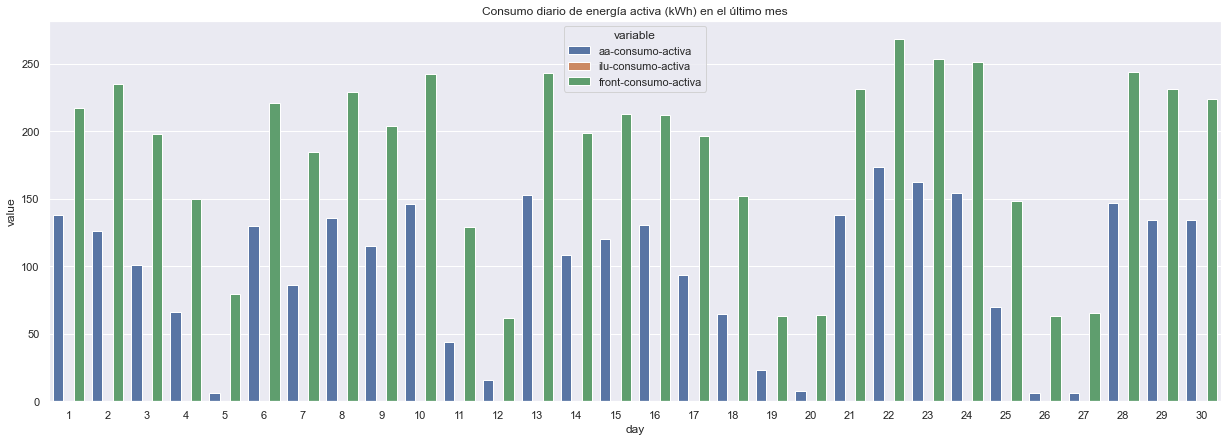 Consumo diario de energía activa (kWh) en el último mes
variable
aa-consumo-activa
ilu-consumo-activa
front-consumo-activa
value
250
200
150
100
50
0
1 2 3 4 5 6 7 8 9 10 11 12 13 14 15 16 17 18 19 20 21 22 23 24 25 26 27 28 29 30
day